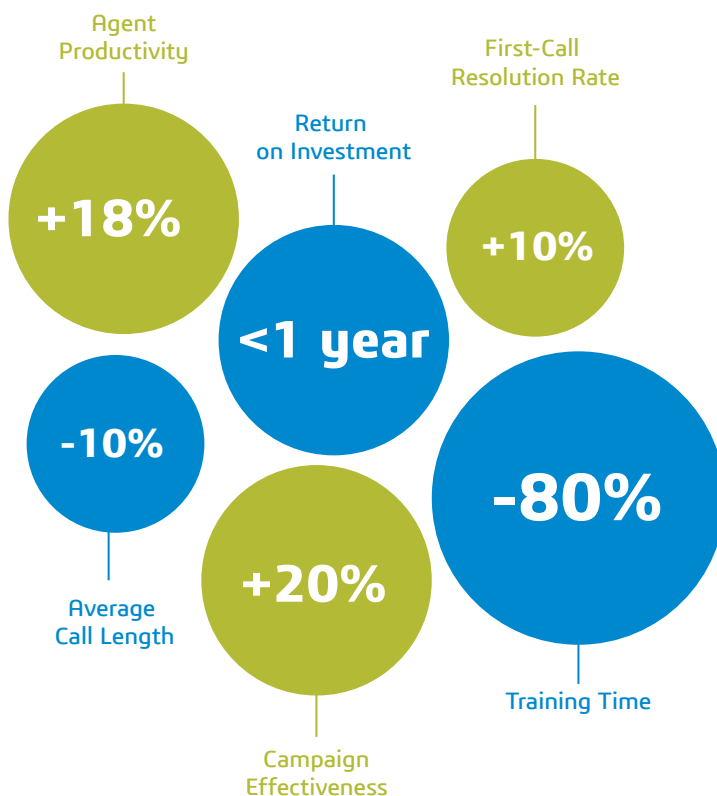 Agent
Productivity
+18%
Return
on Investment
<1 year
First-Call
Resolution Rate
+10%
-10%
Average
Call Length
+20%
Campaign
Effectiveness
-80%
Training Time